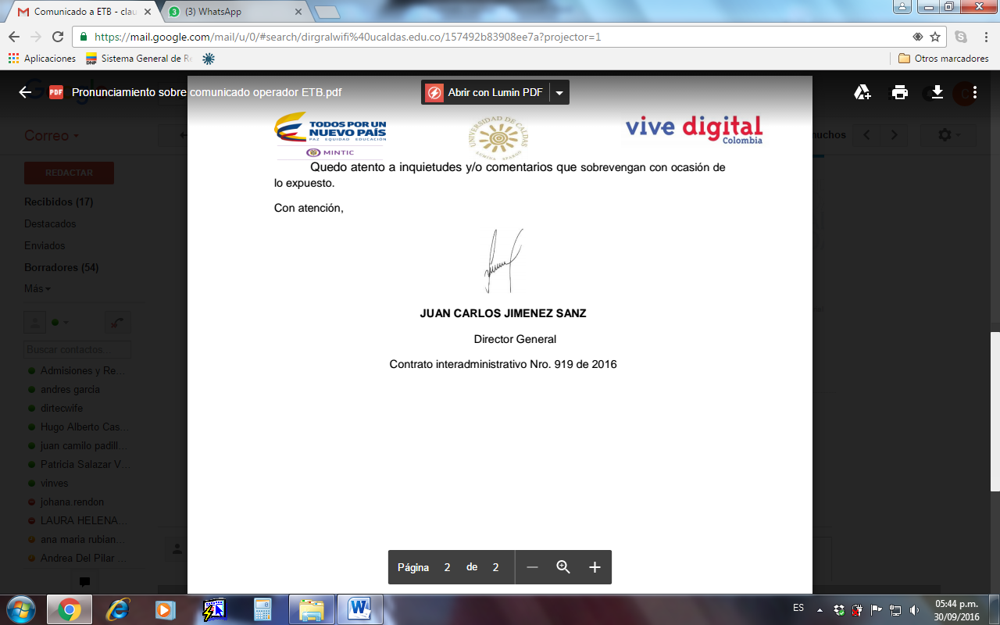 Comunicado a ETB - clau
(3) WhatsApp
https://mail.google.com/mail/u/0/#search/dirgralwifi%40ucaldas.edu.co/157492b83908ee7a?projector=1
Aplicaciones
Sistema General de Re
Otros marcadores
Pronunciamiento sobre comunicado operador ETB.pdf
Abrir con Lumin PDF
TODOS POR UN
NUEVO PAÍS
PAZ EQUIDAD EDUCACIÓN
MINTIC
UNIVERSIDAD DE CALDAS
vive digital
Colombia
Correo
uchos
REDACTAR
Recibidos (17)
Destacados
Enviados
Borradores (54)
Más
Buscar contactos...
Admisiones y Re...
andres garcia
dirtecwife
Hugo Alberto Cas...
juan camilo padill...
Patricia Salazar V...
vinves
johana.rendon
LAURA HELENA...
ana maria rubian...
Andrea Del Pilar ...
Quedo atento a inquietudes y/o comentarios que sobrevengan con ocasión de
lo expuesto.
Con atención,
JUAN CARLOS JIMENEZ SANZ
Director General
Contrato interadministrativo Nro. 919 de 2016
Página 2 de 2
ES
05:44 p.m.
30/09/2016